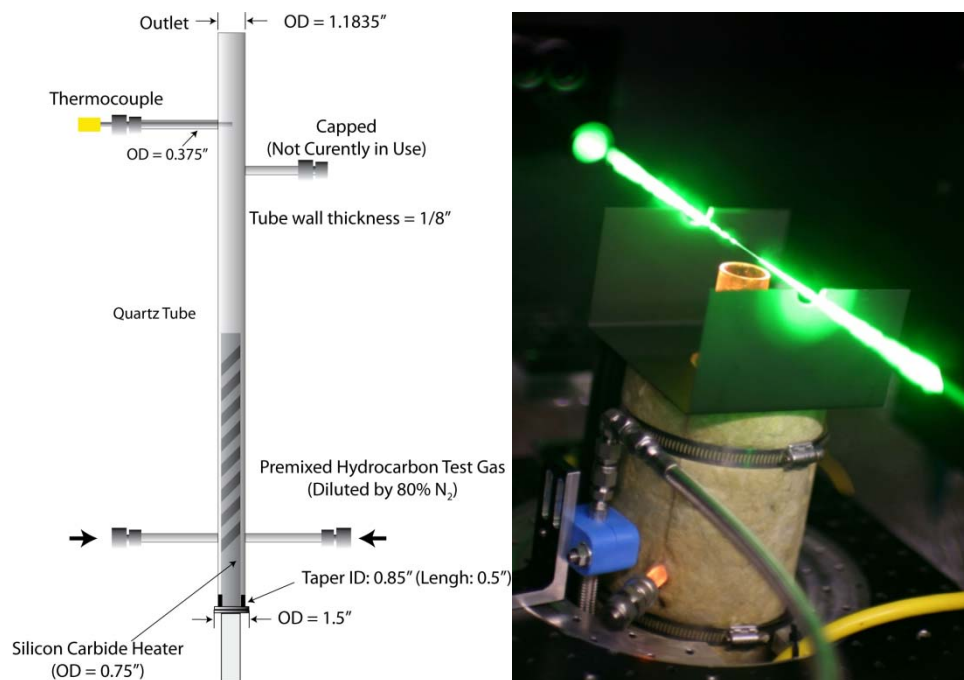 Outlet
OD = 1.1835"
Thermocouple
OD = 0.375"
Capped
(Not Curently in Use)
Tube wall thickness = 1/8"
Quartz Tube
Premixed Hydrocarbon Test Gas
(Diluted by 80% N₂)
Taper ID: 0.85" (Lengh: 0.5")
OD = 1.5"
Silicon Carbide Heater
(OD = 0.75")